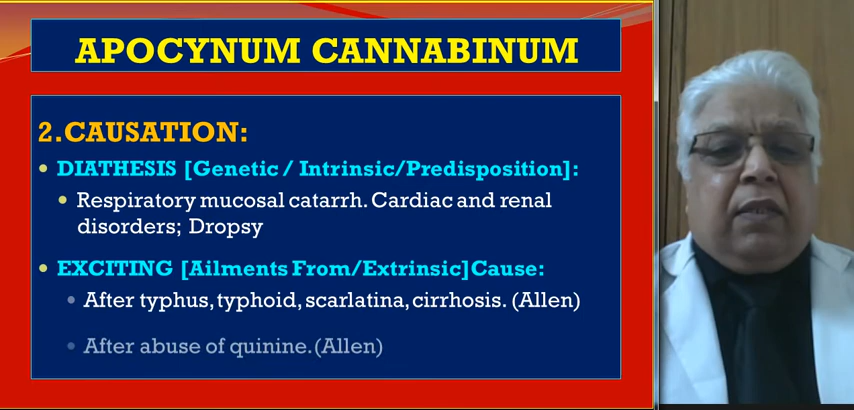 APOCYNUM CANNABINUM
2.CAUSATION:
• DIATHESIS [Genetic / Intrinsic/Predisposition]:
• Respiratory mucosal catarrh. Cardiac and renal
disorders; Dropsy
• EXCITING [Ailments From/Extrinsic]Cause:
• After typhus, typhoid, scarlatina, cirrhosis. (Allen)
• After abuse of quinine.(Allen)